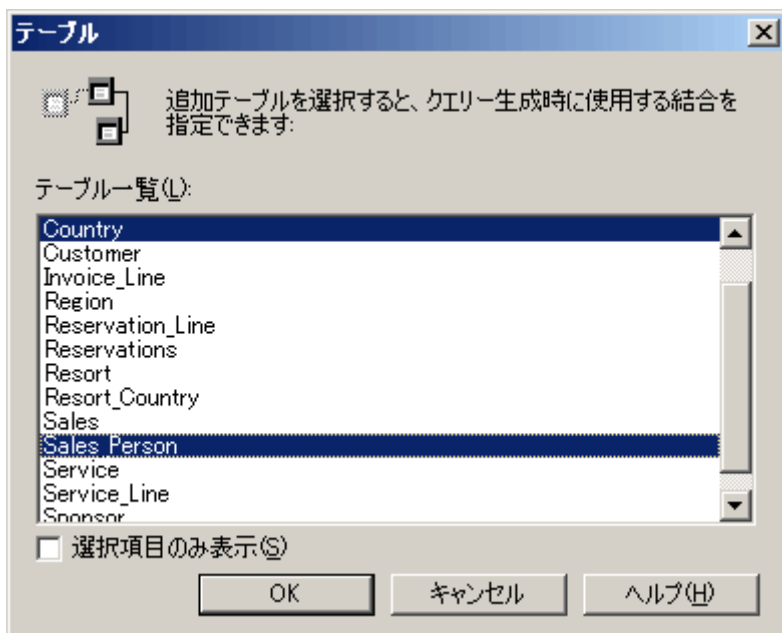 テーブル
追加テーブルを選択すると、クエリー生成時に使用する結合を
指定できます:
テーブル一覧(L):
Country
Customer
Invoice_Line
Region
Reservation_Line
Reservations
Resort
Resort_Country
Sales
Sales_Person
Service
Service_Line
Sponsor
選択項目のみ表示(S)
OK
キャンセル
ヘルプ(H)